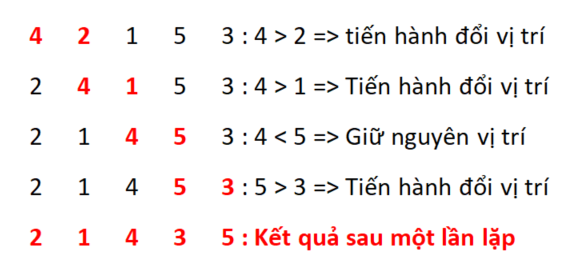 4 2 1 5 3 : 4 > 2 => tiến hành đổi vị trí
2 4 1 5 3 : 4 > 1 => Tiến hành đổi vị trí
2 1 4 5 3 : 4 < 5 => Giữ nguyên vị trí
2 1 4 5 3 : 5 > 3 => Tiến hành đổi vị trí
2 1 4 3 5 : Kết quả sau một lần lặp